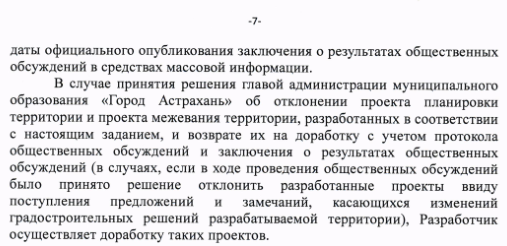 -7-
даты официального опубликования заключения о результатах общественных
обсуждений в средствах массовой информации.
В случае принятия решения главой администрации муниципального
образования «Город Астрахань» об отклонении проекта планировки
территории и проекта межевания территории, разработанных в соответствии
с настоящим заданием, и возврате их на доработку с учетом протокола
общественных обсуждений и заключения о результатах общественных
обсуждений (в случаях, если в ходе проведения общественных обсуждений
было принято решение отклонить разработанные проекты ввиду
поступления предложений и замечаний, касающихся изменений
градостроительных решений разрабатываемой территории), Разработчик
осуществляет доработку таких проектов.